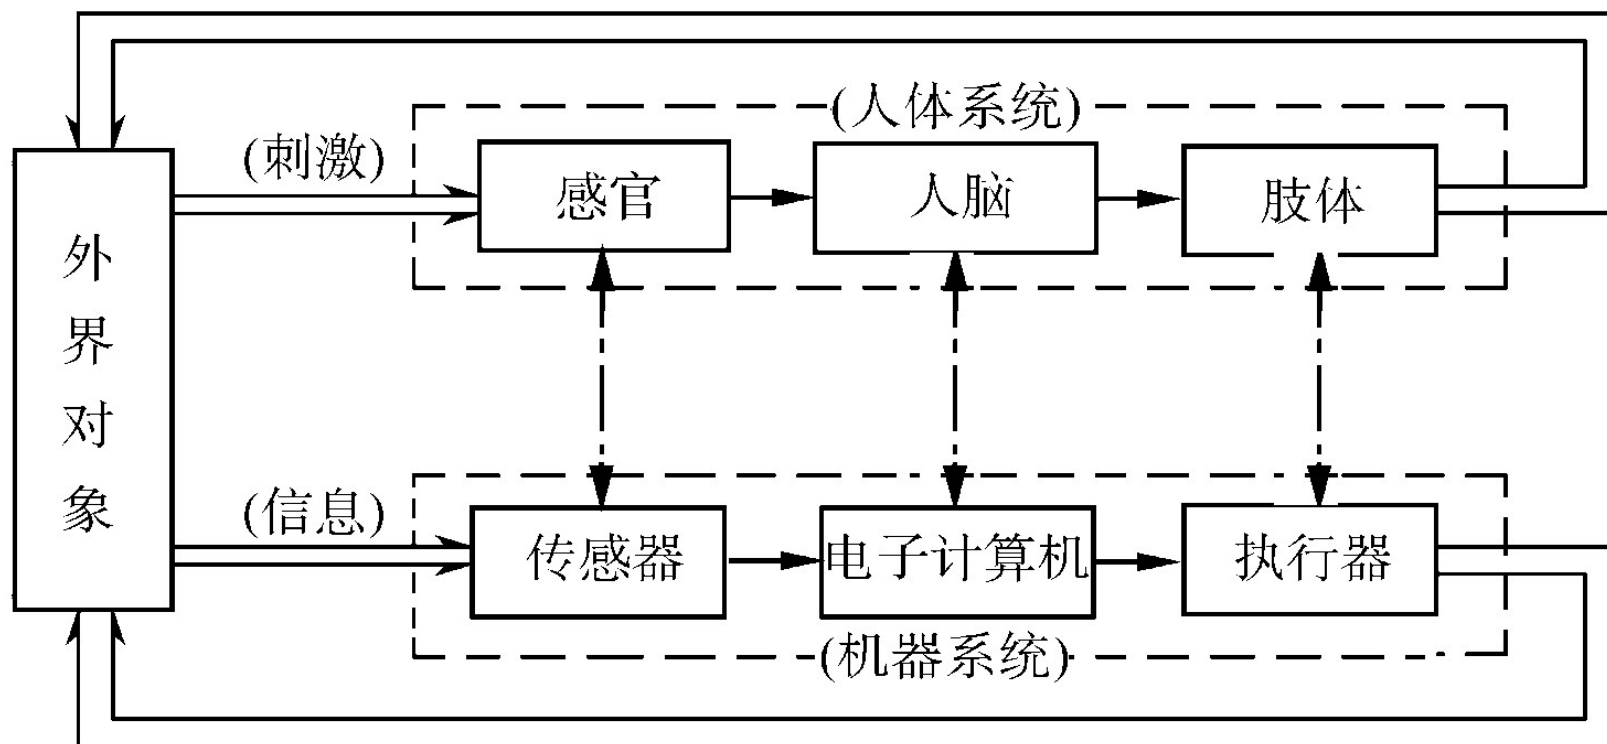 (人体系统)
(刺激)
感官
人脑
肢体
外
界
对
象
(信息)
传感器
电子计算机
执行器
(机器系统)